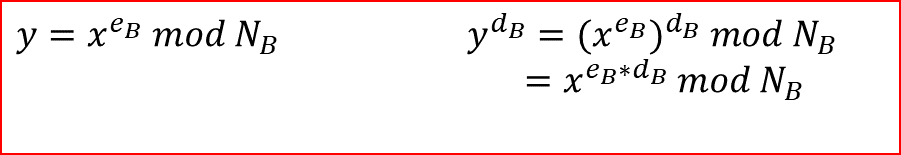 y = x^{e_B} mod N_B
y^{d_B} = (x^{e_B})^{d_B} mod N_B
= x^{e_B*d_B} mod N_B